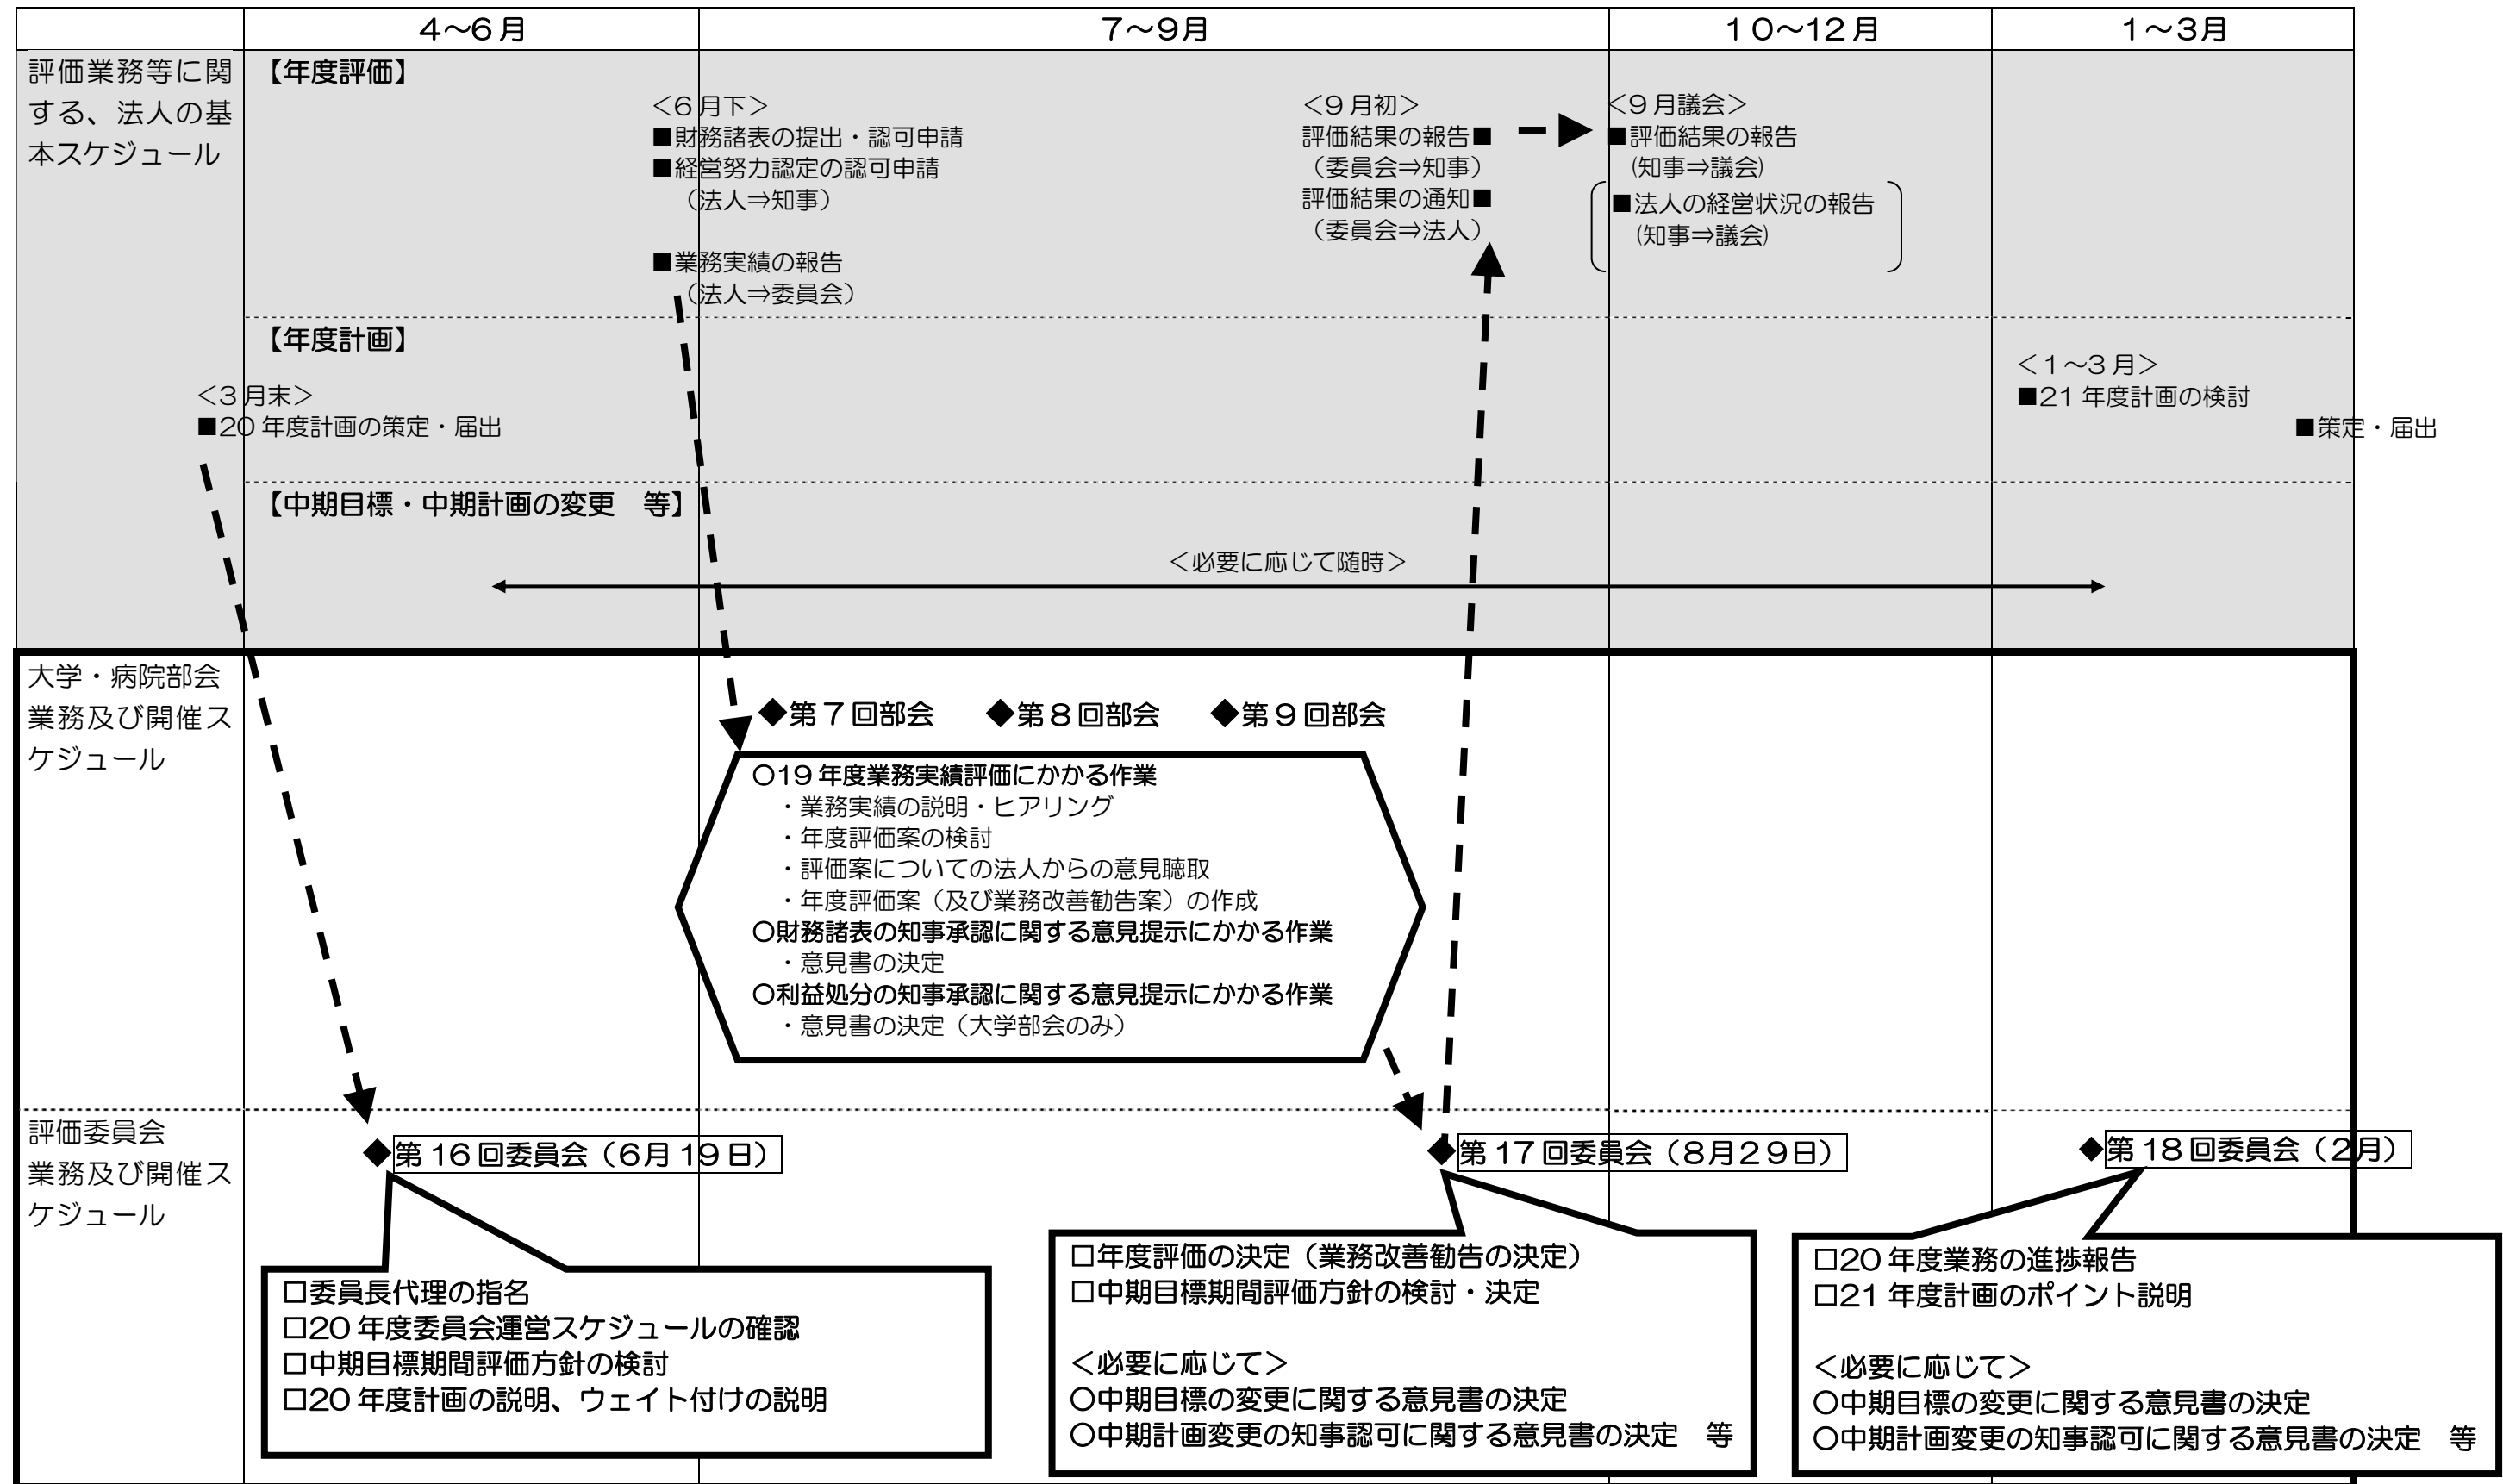 4～6月
7～9月
10～12月
1～3月
評価業務等に関
する、法人の基
本スケジュール
【年度評価】
＜6月下＞
■財務諸表の提出・認可申請
■経営努力認定の認可申請
（法人⇒知事）
■業務実績の報告
（法人⇒委員会）
＜9月初＞
評価結果の報告■
（委員会⇒知事）
評価結果の通知■
（委員会⇒法人）
＜9月議会＞
■評価結果の報告
(知事⇒議会)
■法人の経営状況の報告
(知事⇒議会)
【年度計画】
＜3月末＞
■20年度計画の策定・届出
＜1～3月＞
■21年度計画の検討
■策定・届出
【中期目標・中期計画の変更　等】
＜必要に応じて随時＞
大学・病院部会
業務及び開催ス
ケジュール
◆第7回部会
◆第8回部会
◆第9回部会
○19年度業務実績評価にかかる作業
・業務実績の説明・ヒアリング
・年度評価案の検討
・評価案についての法人からの意見聴取
・年度評価案（及び業務改善勧告案）の作成
○財務諸表の知事承認に関する意見提示にかかる作業
・意見書の決定
○利益処分の知事承認に関する意見提示にかかる作業
・意見書の決定（大学部会のみ）
評価委員会
業務及び開催ス
ケジュール
◆第16回委員会（6月19日）
□委員長代理の指名
□20年度委員会運営スケジュールの確認
□中期目標期間評価方針の検討
□20年度計画の説明、ウェイト付けの説明
◆第17回委員会（8月29日）
□年度評価の決定（業務改善勧告の決定）
□中期目標期間評価方針の検討・決定
＜必要に応じて＞
○中期目標の変更に関する意見書の決定
○中期計画変更の知事認可に関する意見書の決定　等
◆第18回委員会（2月）
□20年度業務の進捗報告
□21年度計画のポイント説明
＜必要に応じて＞
○中期目標の変更に関する意見書の決定
○中期計画変更の知事認可に関する意見書の決定　等